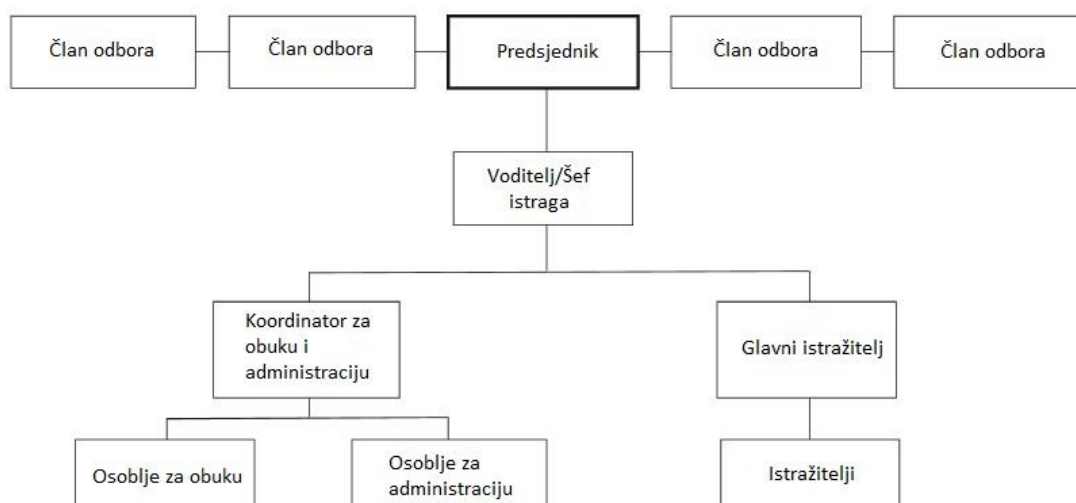 Član odbora
Član odbora
Predsjednik
Član odbora
Član odbora
Voditelj/Šef
istraga
Koordinator za
obuku i
administraciju
Glavni istražitelj
Osoblje za obuku
Osoblje za
administraciju
Istražitelji